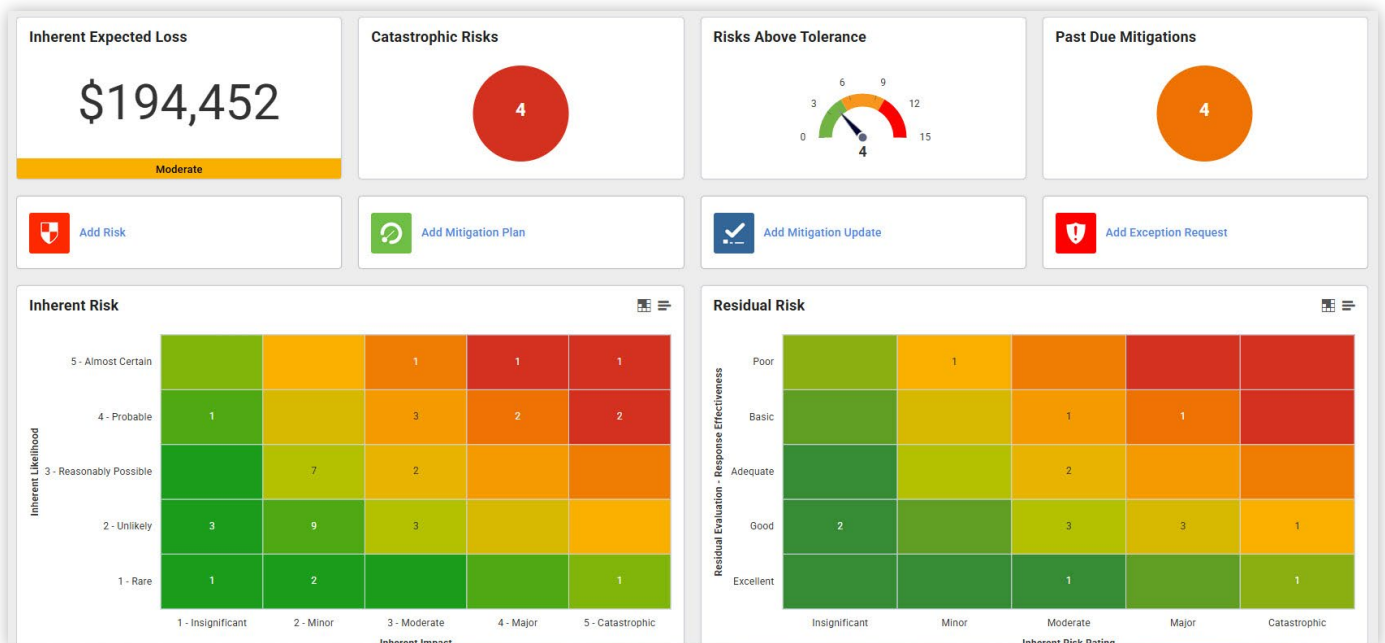 Inherent Expected Loss
$194,452
Moderate
Catastrophic Risks
4
Risks Above Tolerance
0
3
6
9
12
15
4
Past Due Mitigations
4
Add Risk
Add Mitigation Plan
Add Mitigation Update
Add Exception Request
Inherent Risk
Inherent Likelihood
5 - Almost Certain
1
1
1
4 - Probable
1
3
2
2
3 - Reasonably Possible
7
2
2 - Unlikely
3
9
3
1 - Rare
1
2
1
1 - Insignificant
2 - Minor
3 - Moderate
4 - Major
5 - Catastrophic
Inherent Impact
Residual Risk
Residual Evaluation - Response Effectiveness
Poor
1
Basic
1
1
Adequate
2
Good
2
3
3
1
Excellent
1
1
Insignificant
Minor
Moderate
Major
Catastrophic
Inherent Risk Rating